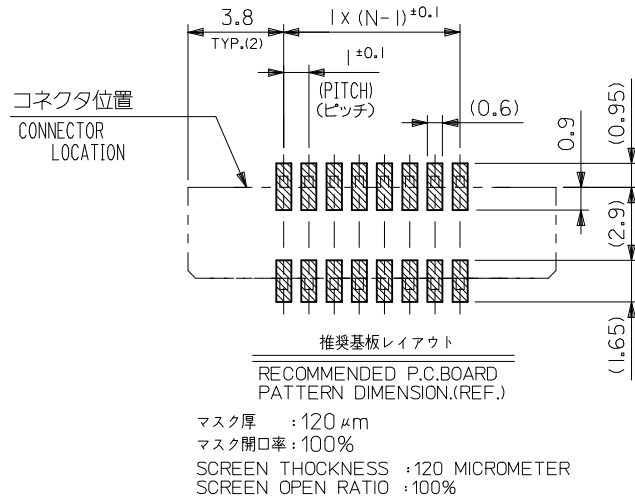 3.8
TYP.(2)
1 x (N-1)±0.1
1±0.1
(PITCH)
(ピッチ)
(0.6)
0.9
(0.95)
コネクタ位置
CONNECTOR
LOCATION
(2.9)
(1.65)
推奨基板レイアウト
RECOMMENDED P.C.BOARD
PATTERN DIMENSION.(REF.)
マスク厚 :120 μm
マスク開口率:100%
SCREEN THOCKNESS :120 MICROMETER
SCREEN OPEN RATIO :100%